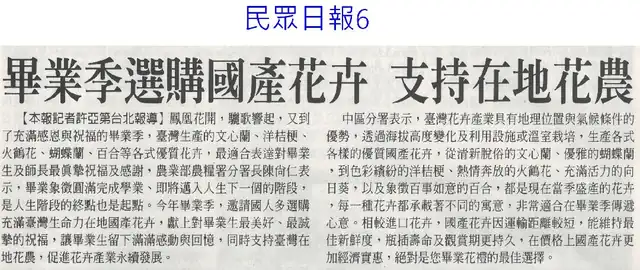 民眾日報6
畢業季選購國產花卉 支持在地花農
【本報記者許亞第台北報導】鳳凰花開，驪歌響起，又到
了充滿感恩與祝福的畢業季，臺灣生產的文心蘭、洋桔梗、
火鶴花、蝴蝶蘭、百合等各式優質花卉，最適合表達對畢業
生及師長最真摯祝福及感謝，農業部農糧署分署長陳尙仁表
示，畢業象徵圓滿完成學業、即將邁入人生下一個的階段，
是人生階段的終點也是起點。今年畢業季，邀請國人多選購
充滿臺灣生命力在地國產花卉，獻上對畢業生最美好、最誠
摯的祝福，讓畢業生留下滿滿感動與回憶，同時支持臺灣在
地花農，促進花卉產業永續發展。
中區分署表示，臺灣花卉產業具有地理位置與氣候條件的
優勢，透過海拔高度變化及利用設施或溫室栽培，生產各式
各樣的優質國產花卉，從清新脫俗的文心蘭、優雅的蝴蝶蘭
，到色彩繽紛的洋桔梗、熱情奔放的火鶴花、充滿活力的向
日葵，以及象徵百事如意的百合，都是現在當季盛產的花卉
，每一種花卉都承載著不同的寓意，非常適合在畢業季傳遞
心意。相較進口花卉，國產花卉因運輸距離較短，能維持最
佳新鮮度，瓶插壽命及觀賞期更持久，在價格上國產花卉更
加經濟實惠，絕對是您畢業花禮的最佳選擇。